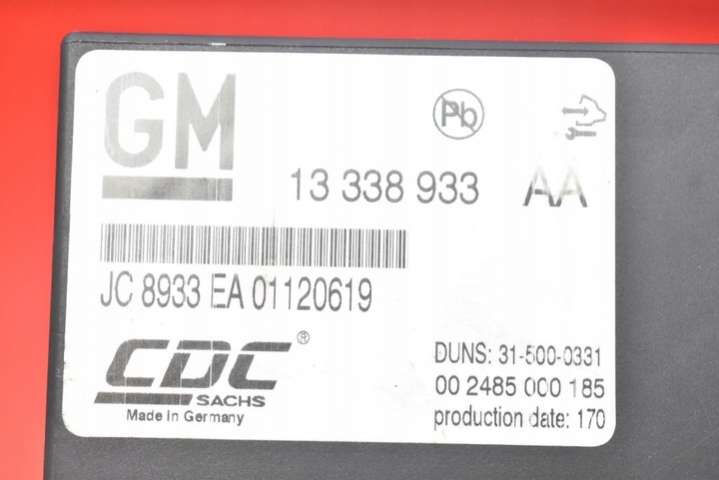 GM
Pb
13 338 933 AA
JC 8933 EA 01120619
CDC®
SACHS
Made in Germany
DUNS: 31-500-0331
00 2485 000 185
production date: 170